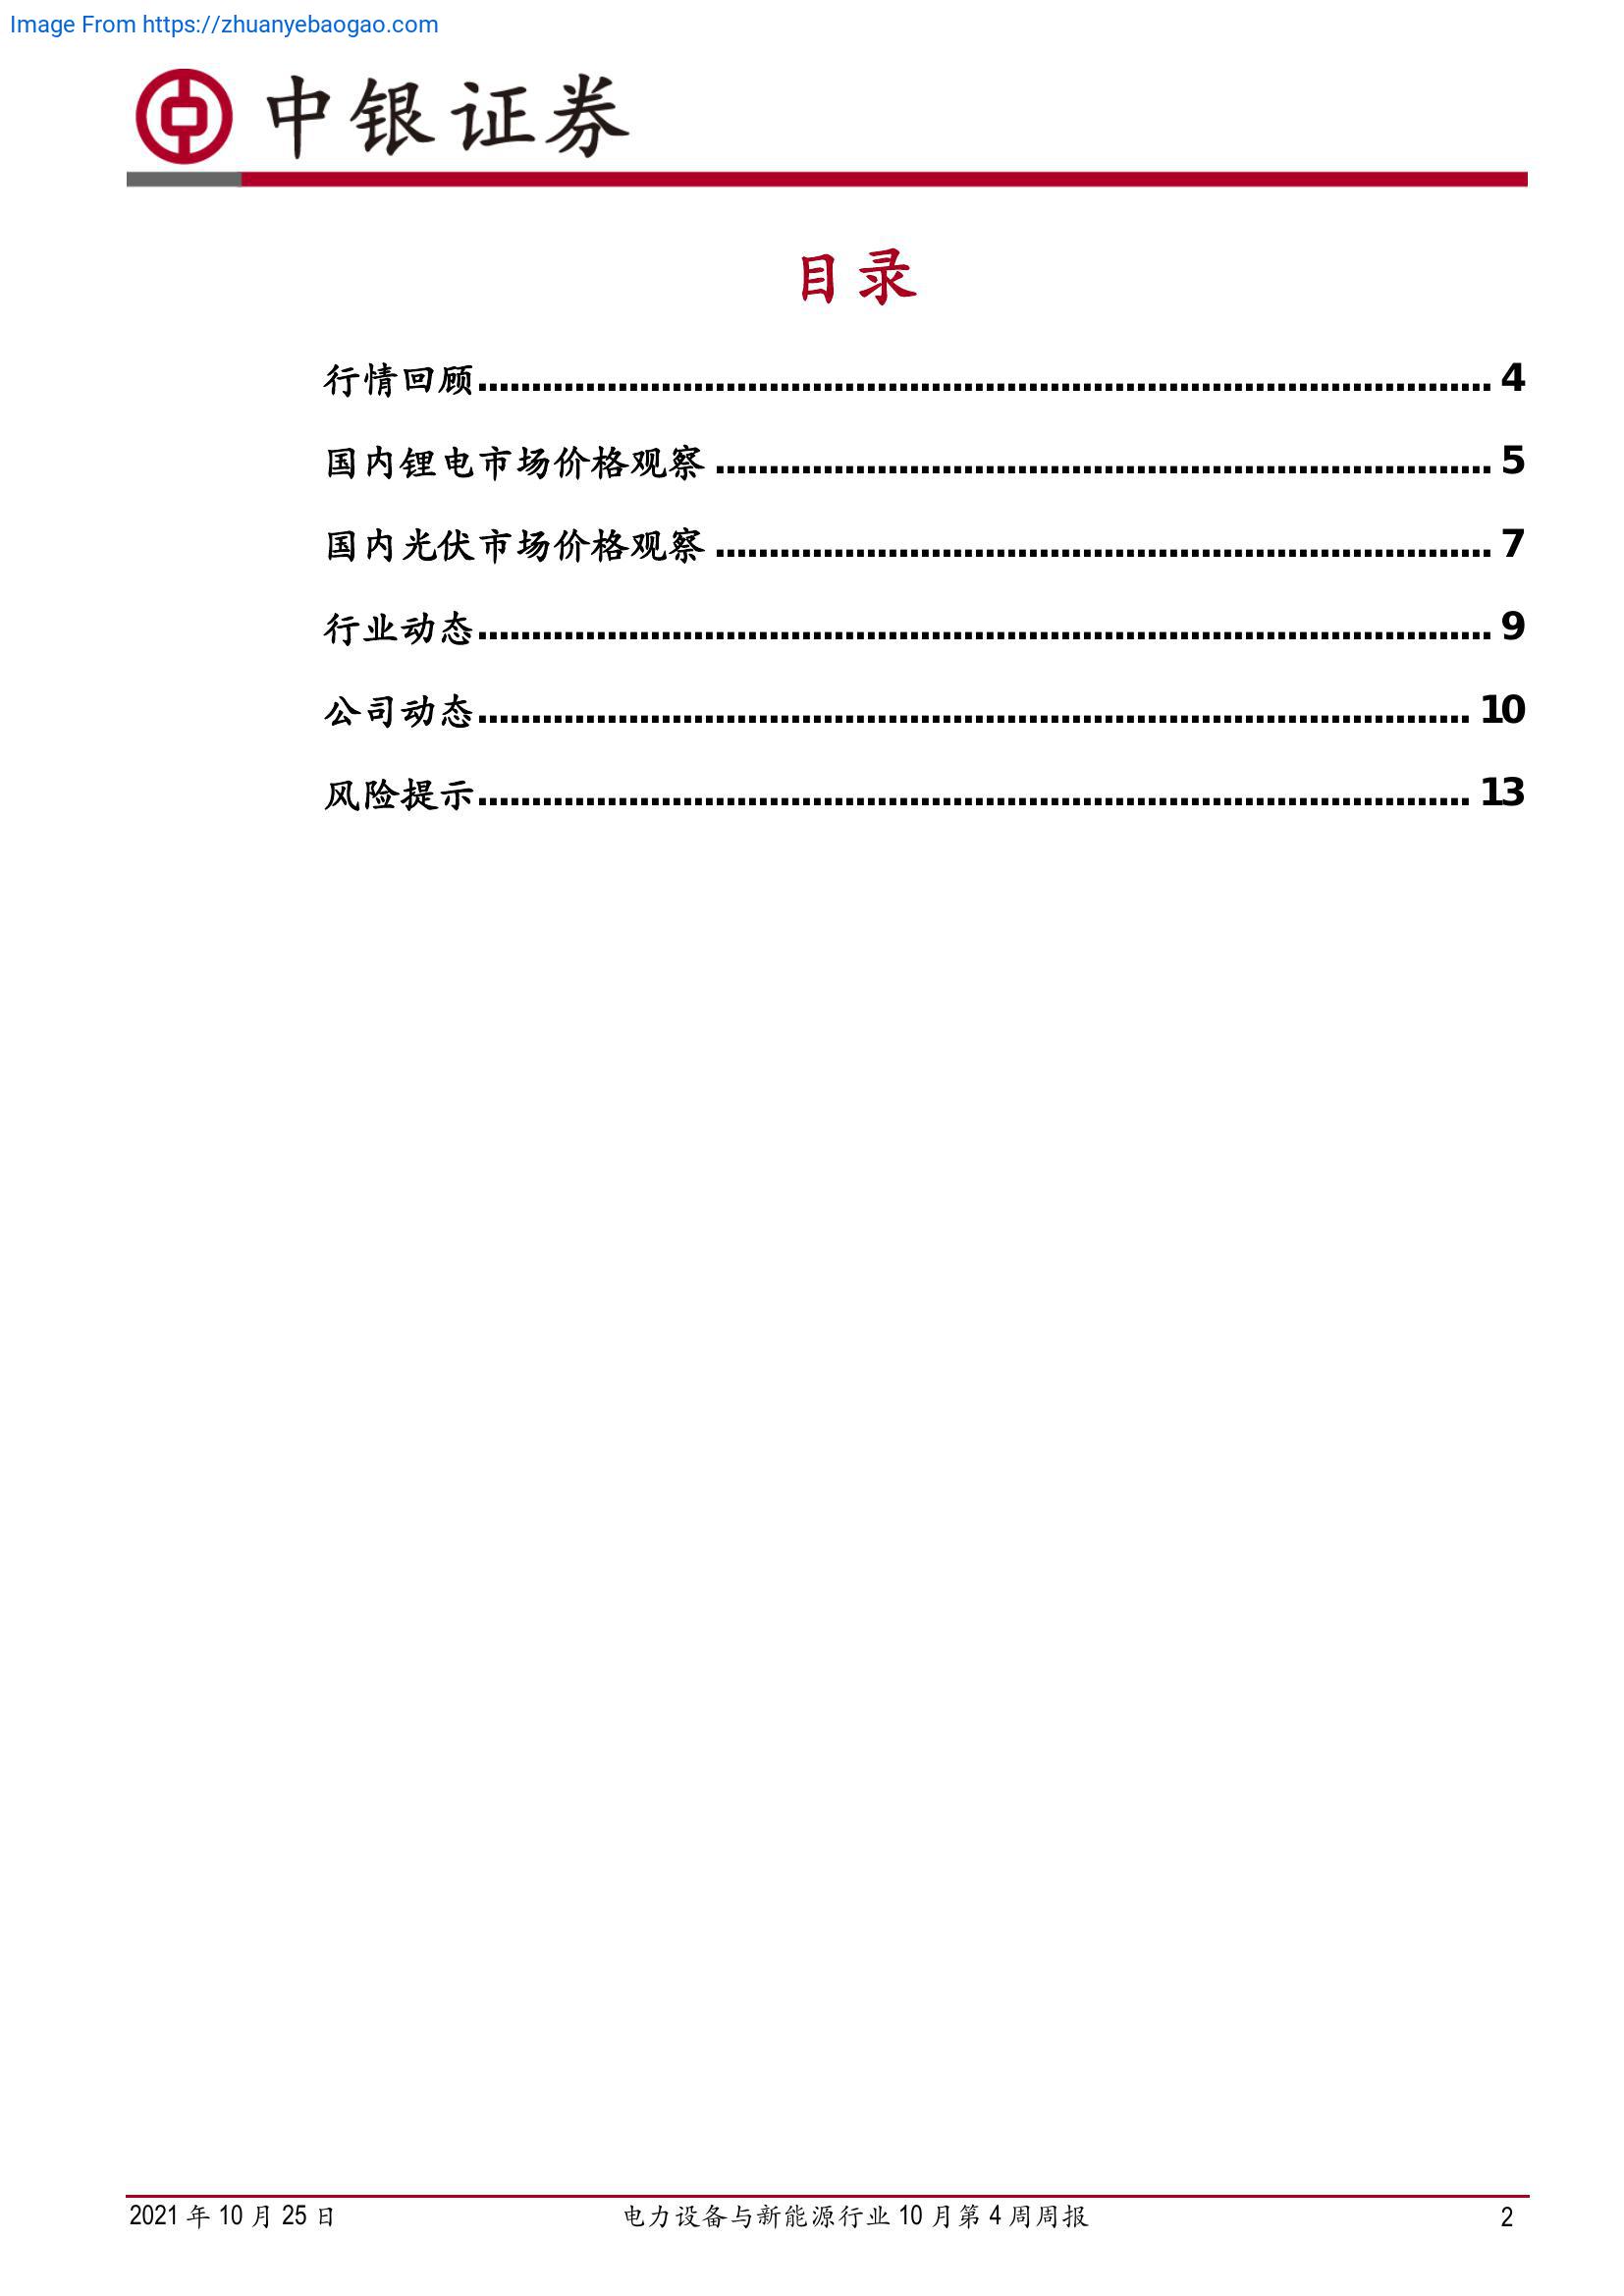 Image From https://zhuanyebaogao.com
中银证券
目录
行情回顾 4
国内锂电市场价格观察 5
国内光伏市场价格观察 7
行业动态 9
公司动态 10
风险提示 13
2021 年 10 月 25 日 电力设备与新能源行业 10 月第 4 周周报 2